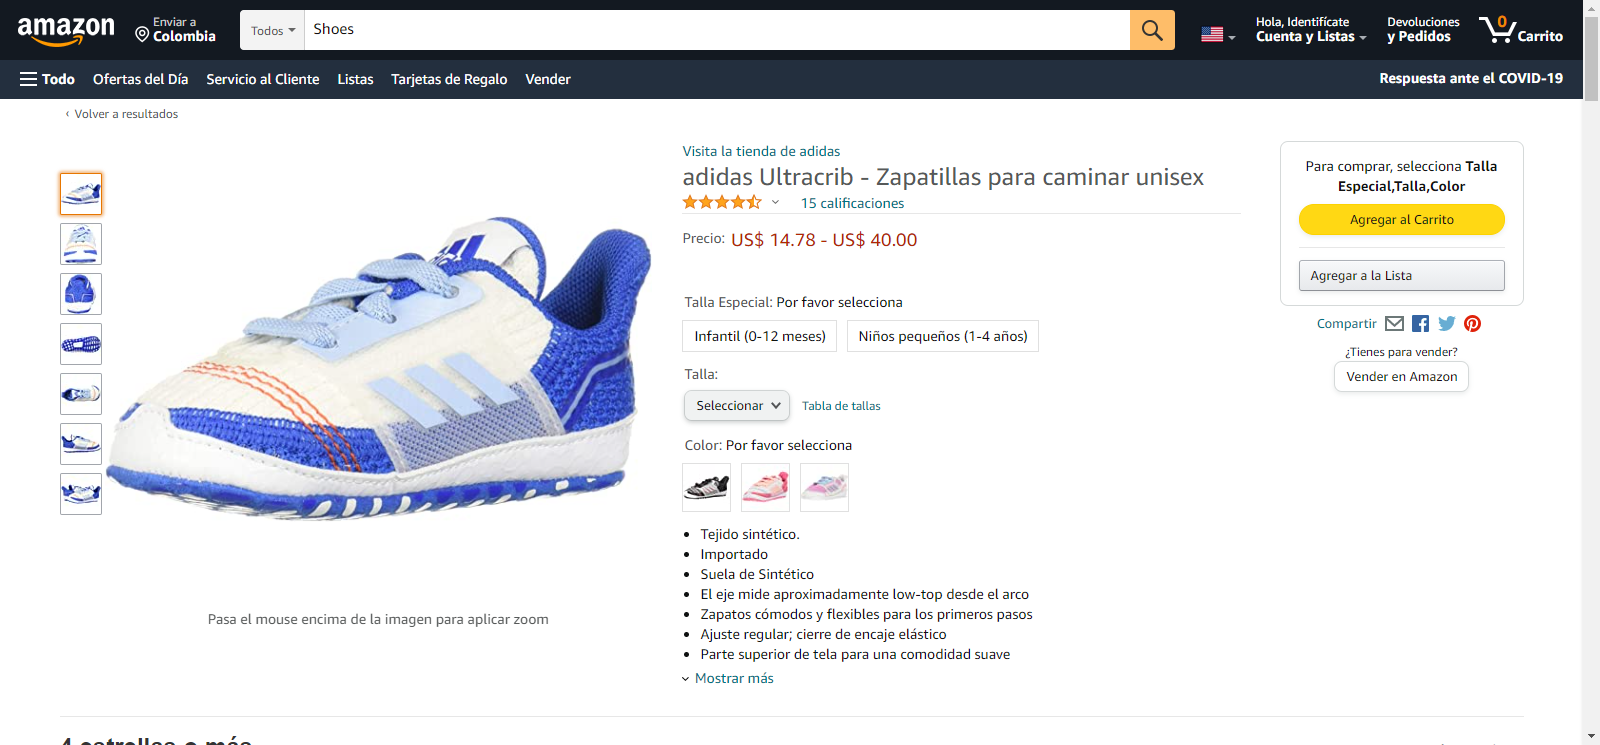 amazon
Enviar a
Colombia
Todos
Shoes
Hola, Identifícate
Cuenta y Listas
Devoluciones
y Pedidos
0
Carrito
Todo
Ofertas del Día
Servicio al Cliente
Listas
Tarjetas de Regalo
Vender
Respuesta ante el COVID-19
‹ Volver a resultados
Visita la tienda de adidas
adidas Ultracrib - Zapatillas para caminar unisex
15 calificaciones
Precio: US$ 14.78 - US$ 40.00
Talla Especial: Por favor selecciona
Infantil (0-12 meses)
Niños pequeños (1-4 años)
Talla:
Seleccionar
Tabla de tallas
Color: Por favor selecciona
Tejido sintético.
Importado
Suela de Sintético
El eje mide aproximadamente low-top desde el arco
Zapatos cómodos y flexibles para los primeros pasos
Ajuste regular; cierre de encaje elástico
Parte superior de tela para una comodidad suave
Mostrar más
Pasa el mouse encima de la imagen para aplicar zoom
Para comprar, selecciona Talla
Especial,Talla,Color
Agregar al Carrito
Agregar a la Lista
Compartir
¿Tienes para vender?
Vender en Amazon
4 estrellas o más